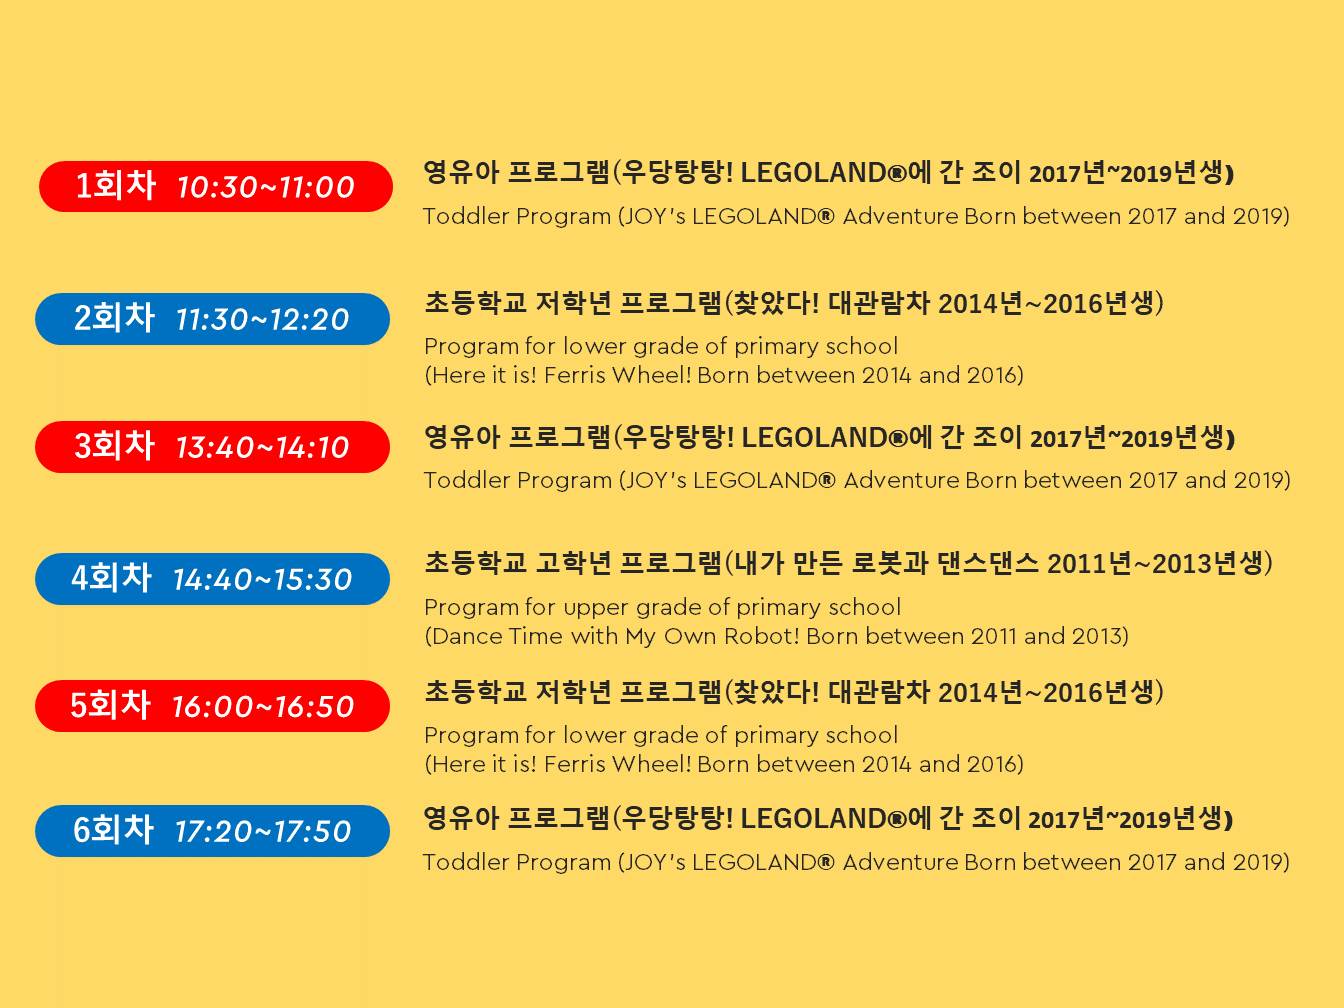 1회차 10:30~11:00
영유아 프로그램(우당탕탕! LEGOLAND®에 간 조이 2017년~2019년생)
Toddler Program (JOY's LEGOLAND® Adventure Born between 2017 and 2019)
2회차 11:30~12:20
초등학교 저학년 프로그램(찾았다! 대관람차 2014년~2016년생)
Program for lower grade of primary school
(Here it is! Ferris Wheel! Born between 2014 and 2016)
3회차 13:40~14:10
영유아 프로그램(우당탕탕! LEGOLAND®에 간 조이 2017년~2019년생)
Toddler Program (JOY's LEGOLAND® Adventure Born between 2017 and 2019)
4회차 14:40~15:30
초등학교 고학년 프로그램(내가 만든 로봇과 댄스댄스 2011년~2013년생)
Program for upper grade of primary school
(Dance Time with My Own Robot! Born between 2011 and 2013)
5회차 16:00~16:50
초등학교 저학년 프로그램(찾았다! 대관람차 2014년~2016년생)
Program for lower grade of primary school
(Here it is! Ferris Wheel! Born between 2014 and 2016)
6회차 17:20~17:50
영유아 프로그램(우당탕탕! LEGOLAND®에 간 조이 2017년~2019년생)
Toddler Program (JOY's LEGOLAND® Adventure Born between 2017 and 2019)